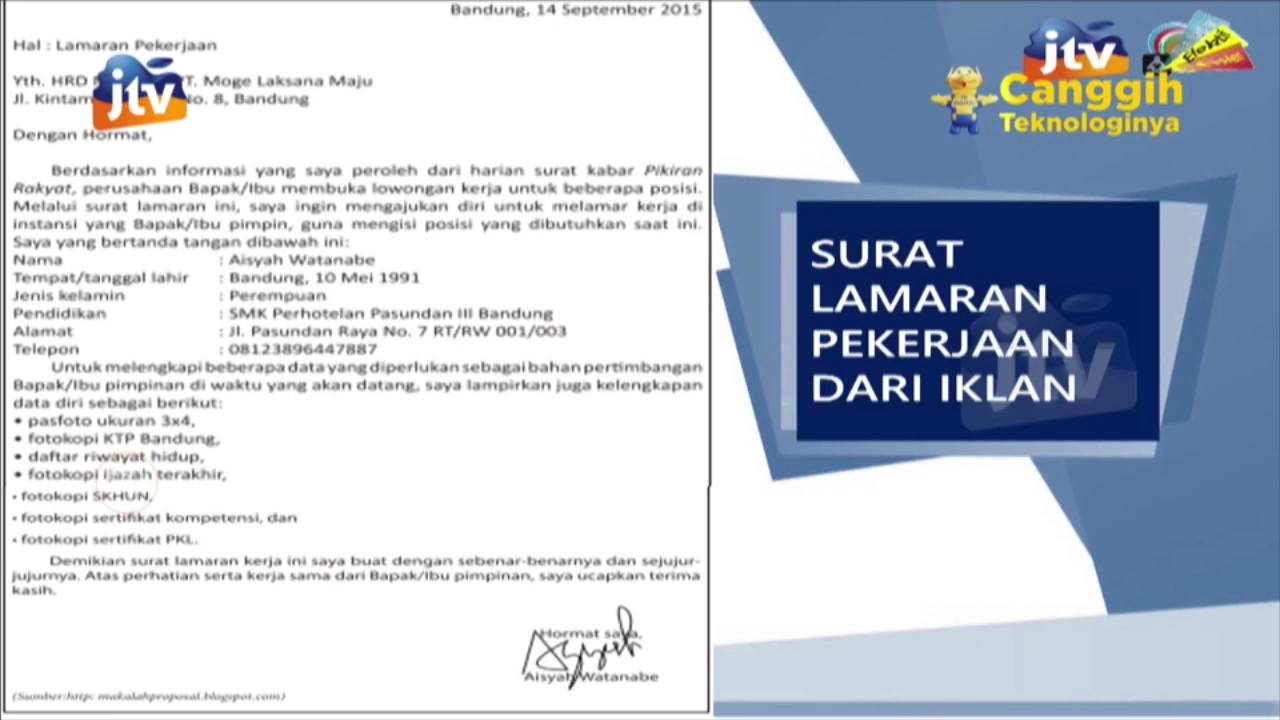 Bandung, 14 September 2015
Hal : Lamaran Pekerjaan
Yth. HRD T. Moge Laksana Maju
Jl. Kintam No. 8, Bandung
Dengan Hormat,
Berdasarkan informasi yang saya peroleh dari harian surat kabar Pikiran
Rakyat, perusahaan Bapak/Ibu membuka lowongan kerja untuk beberapa posisi.
Melalui surat lamaran ini, saya ingin mengajukan diri untuk melamar kerja di
instansi yang Bapak/Ibu pimpin, guna mengisi posisi yang dibutuhkan saat ini.
Saya yang bertanda tangan dibawah ini:
Nama : Aisyah Watanabe
Tempat/tanggal lahir : Bandung, 10 Mei 1991
Jenis kelamin : Perempuan
Pendidikan : SMK Perhotelan Pasundan III Bandung
Alamat : Jl. Pasundan Raya No. 7 RT/RW 001/003
Telepon : 08123896447887
Untuk melengkapi beberapa data yang diperlukan sebagai bahan pertimbangan
Bapak/Ibu pimpinan di waktu yang akan datang, saya lampirkan juga kelengkapan
data diri sebagai berikut:
• pasfoto ukuran 3x4,
• fotokopi KTP Bandung,
• daftar riwayat hidup,
• fotokopi ijazah terakhir,
• fotokopi SKHUN,
• fotokopi sertifikat kompetensi, dan
• fotokopi sertifikat PKL.
Demikian surat lamaran kerja ini saya buat dengan sebenar-benarnya dan sejujur-
jujurnya. Atas perhatian serta kerja sama dari Bapak/Ibu pimpinan, saya ucapkan terima
kasih.
Hormat saya,
Aisyah Watanabe
(Sumber:http: makalahproposal.blogspot.com)
jtv
jtv
Canggih
Teknologinya
SURAT
LAMARAN
PEKERJAAN
DARI IKLAN
jtv